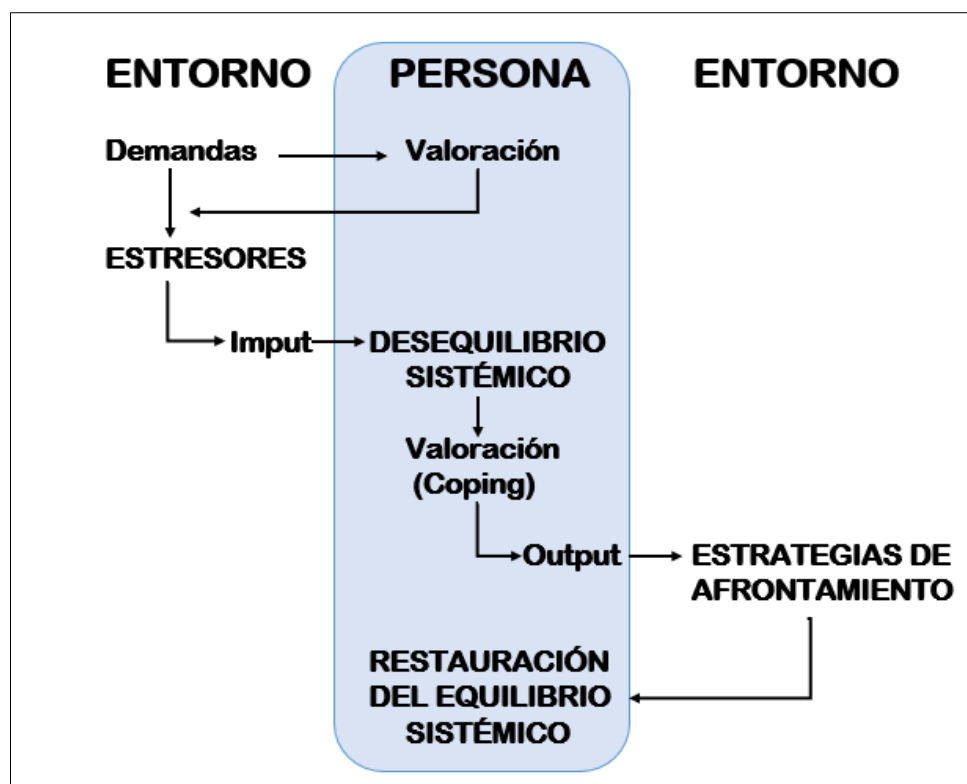 ENTORNO PERSONA ENTORNO
Demandas Valoración
ESTRESORES
Imput DESEQUILIBRIO
SISTÉMICO
Valoración
(Coping)
Output ESTRATEGIAS DE
AFRONTAMIENTO
RESTAURACIÓN
DEL EQUILIBRIO
SISTÉMICO